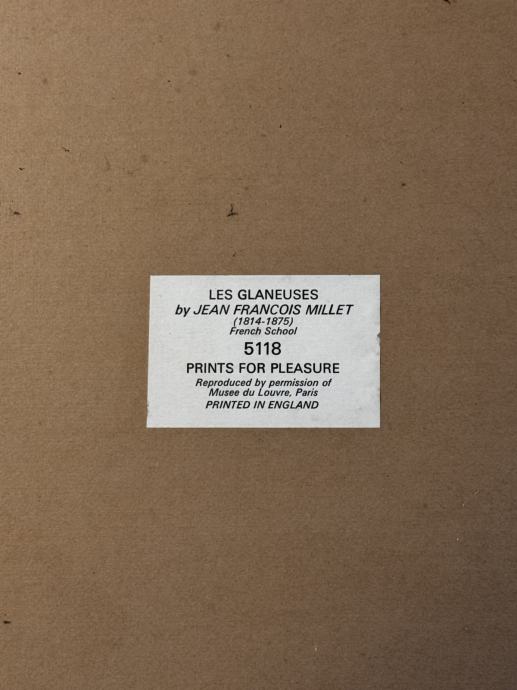 LES GLANEUSES
by JEAN FRANCOIS MILLET
(1814-1875)
French School
5118
PRINTS FOR PLEASURE
Reproduced by permission of
Musee du Louvre, Paris
PRINTED IN ENGLAND